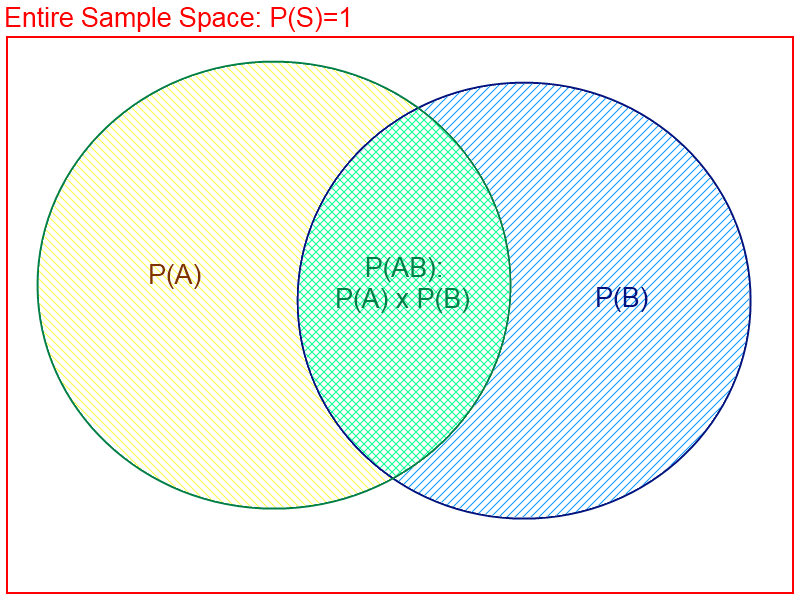 Entire Sample Space: P(S)=1
P(A)
P(AB):
P(A) x P(B)
P(B)